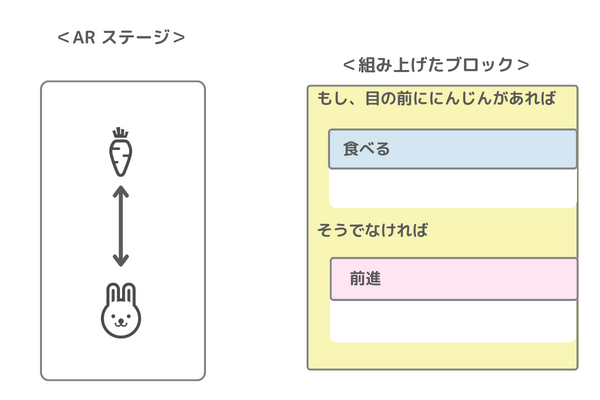 ＜AR ステージ＞
＜組み上げたブロック＞
もし、目の前ににんじんがあれば
食べる
そうでなければ
前進